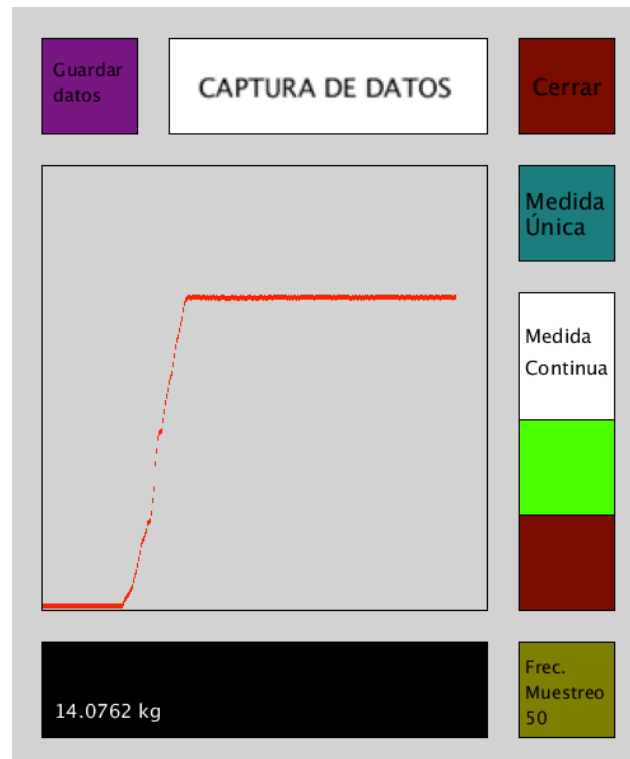 Guardar
datos
CAPTURA DE DATOS
Cerrar
Medida
Única
Medida
Continua
14.0762 kg
Frec.
Muestreo
50